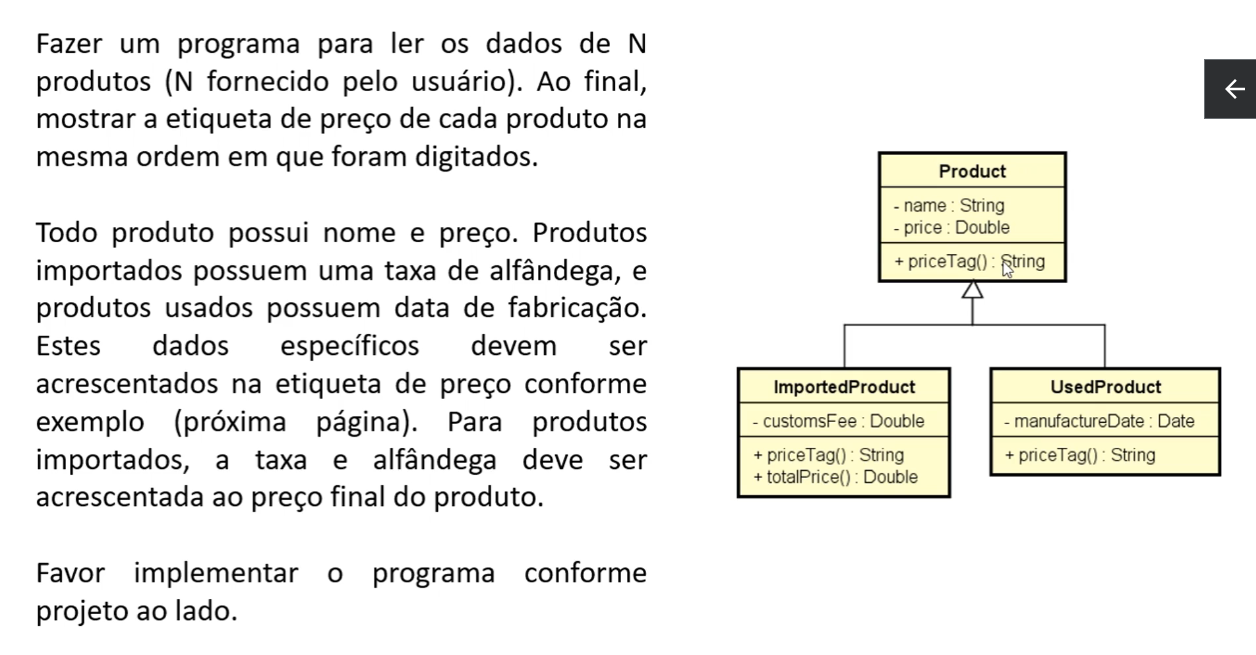 Fazer um programa para ler os dados de N
produtos (N fornecido pelo usuário). Ao final,
mostrar a etiqueta de preço de cada produto na
mesma ordem em que foram digitados.
Todo produto possui nome e preço. Produtos
importados possuem uma taxa de alfândega, e
produtos usados possuem data de fabricação.
Estes dados específicos devem ser
acrescentados na etiqueta de preço conforme
exemplo (próxima página). Para produtos
importados, a taxa e alfândega deve ser
acrescentada ao preço final do produto.
Favor implementar o programa conforme
projeto ao lado.
Product
- name : String
- price : Double
+ priceTag() : String
ImportedProduct
- customsFee : Double
+ priceTag() : String
+ totalPrice() : Double
UsedProduct
- manufactureDate : Date
+ priceTag() : String